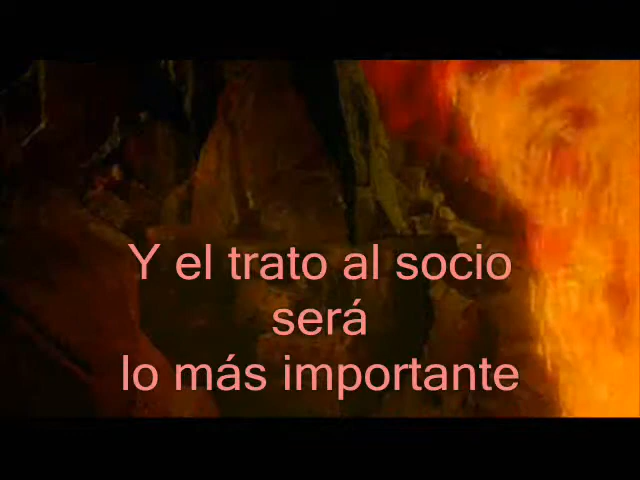 Y el trato al socio
será
lo más importante